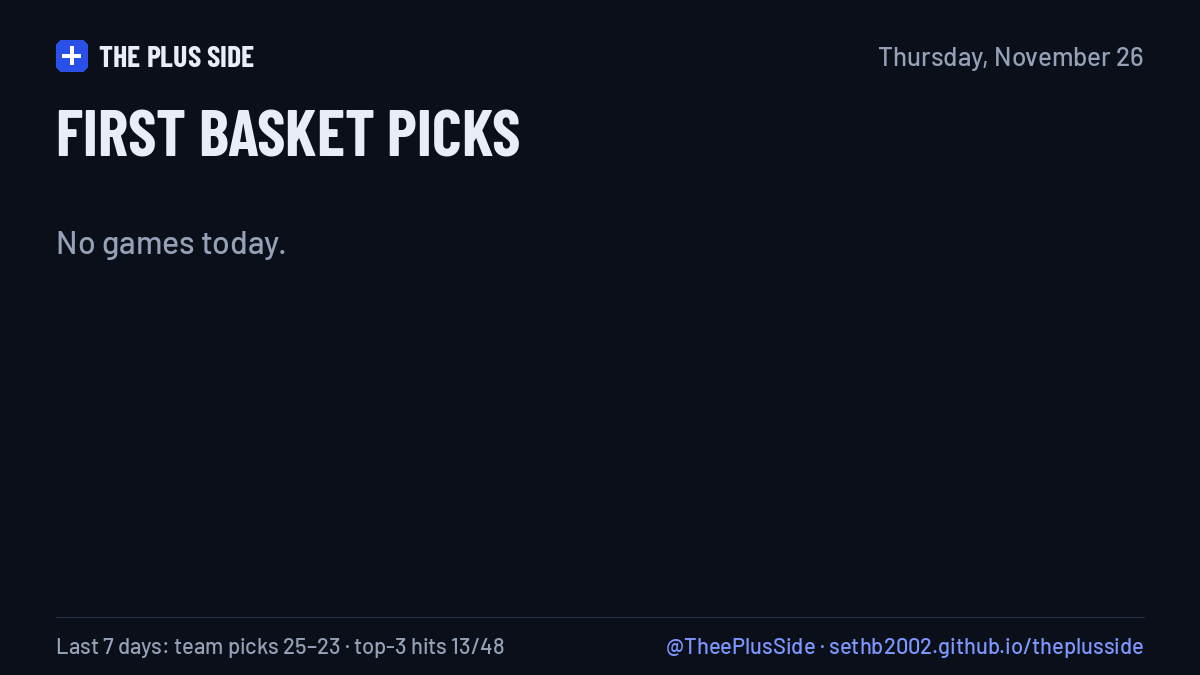 THE PLUS SIDE
Thursday, November 26
FIRST BASKET PICKS
No games today.
Last 7 days: team picks 25–23 · top-3 hits 13/48
@TheePlusSide · sethb2002.github.io/theplusside